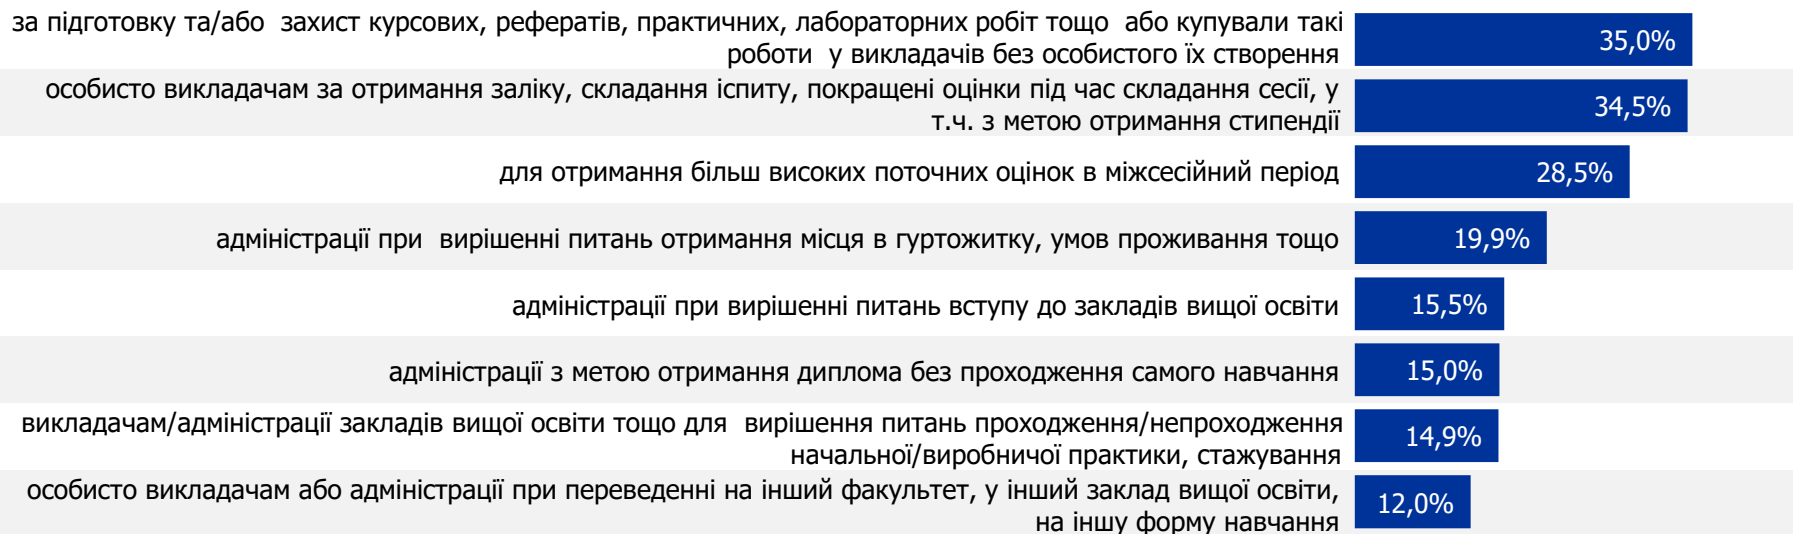 за підготовку та/або захист курсових, рефератів, практичних, лабораторних робіт тощо або купували такі
роботи у викладачів без особистого їх створення
35,0%
особисто викладачам за отримання заліку, складання іспиту, покращені оцінки під час складання сесії, у
т.ч. з метою отримання стипендії
34,5%
для отримання більш високих поточних оцінок в міжсесійний період
28,5%
адміністрації при вирішенні питань отримання місця в гуртожитку, умов проживання тощо
19,9%
адміністрації при вирішенні питань вступу до закладів вищої освіти
15,5%
адміністрації з метою отримання диплома без проходження самого навчання
15,0%
викладачам/адміністрації закладів вищої освіти тощо для вирішення питань проходження/непроходження
начальної/виробничої практики, стажування
14,9%
особисто викладачам або адміністрації при переведенні на інший факультет, у інший заклад вищої освіти,
на іншу форму навчання
12,0%